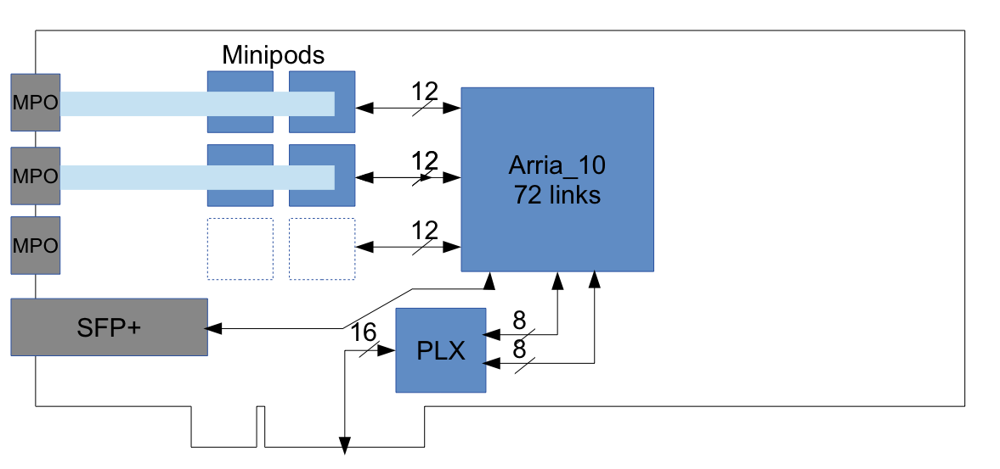 Minipods
MPO
12
MPO
12
Arria_10
72 links
MPO
12
SFP+
16
PLX
8
8